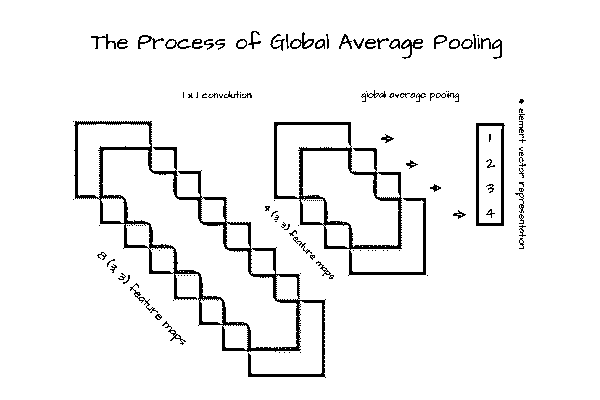 The Process of Global Average Pooling
1 x 1 convolution
global average pooling
8 (3, 3) feature maps
4 (3, 3) feature maps
1
2
3
4
4 element vector representation